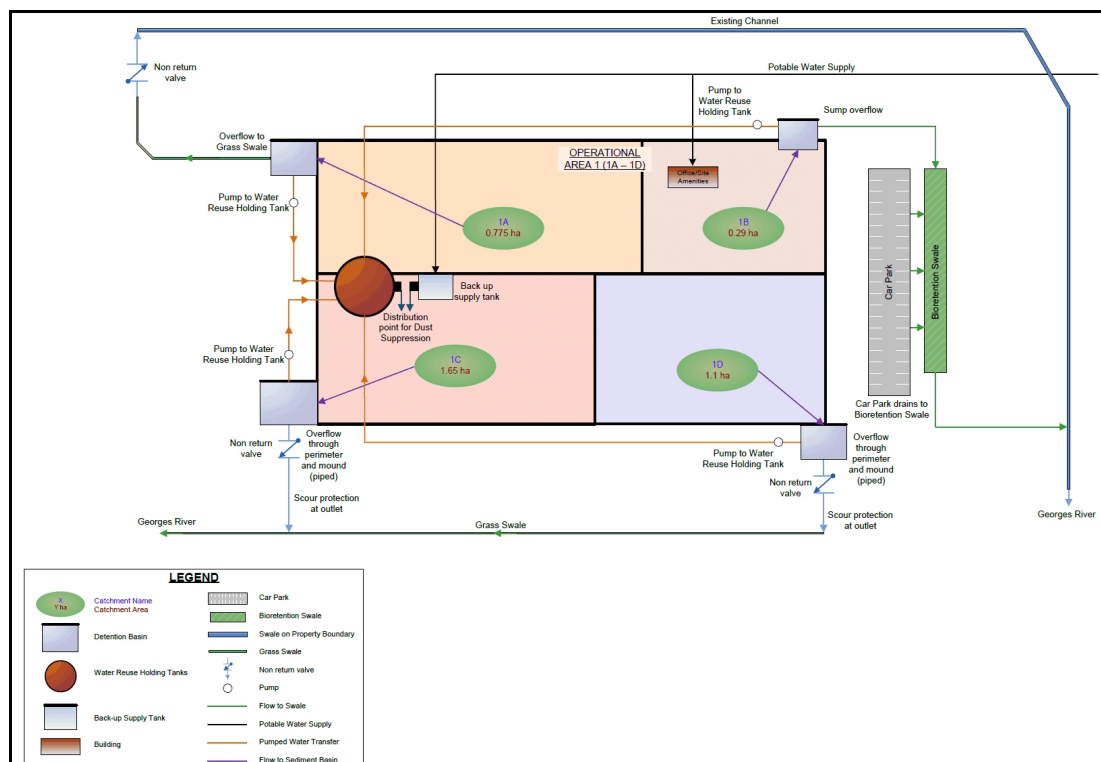 Existing Channel
Non return
valve
Potable Water Supply
Pump to
Water Reuse
Holding Tank
Sump overflow
Overflow to
Grass Swale
OPERATIONAL
AREA 1 (1A – 1D)
Office/Site
Amenities
Pump to Water
Reuse Holding Tank
1A
0.775 ha
1B
0.29 ha
Car Park
Bioretention Swale
Back up
supply tank
Distribution
point for Dust
Suppression
Pump to Water
Reuse Holding Tank
1C
1.65 ha
1D
1.1 ha
Car Park drains to
Bioretention Swale
Non return
valve
Overflow
through
perimeter
and mound
(piped)
Pump to Water
Reuse Holding Tank
Overflow
through
perimeter
and mound
(piped)
Non return
valve
Scour protection
at outlet
Scour protection
at outlet
Georges River
Georges River
Grass Swale
LEGEND
X
Y ha
Catchment Name
Catchment Area
Detention Basin
Water Reuse Holding Tanks
Back-up Supply Tank
Building
Car Park
Bioretention Swale
Swale on Property Boundary
Grass Swale
Non return valve
Pump
Flow to Swale
Potable Water Supply
Pumped Water Transfer
Flow to Sediment Basin